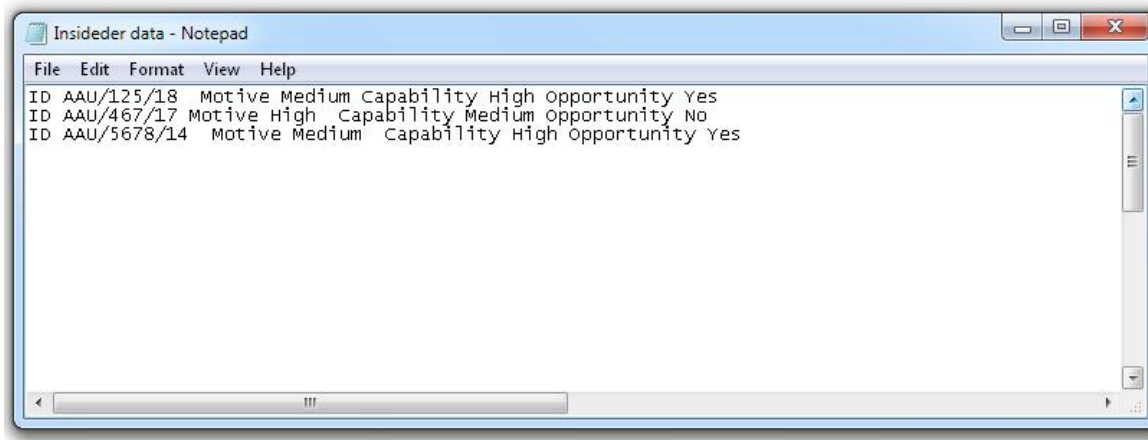 Insideder data - Notepad
File Edit Format View Help
ID AAU/125/18  Motive Medium Capability High Opportunity Yes
ID AAU/467/17 Motive High  Capability Medium Opportunity No
ID AAU/5678/14  Motive Medium  Capability High Opportunity Yes